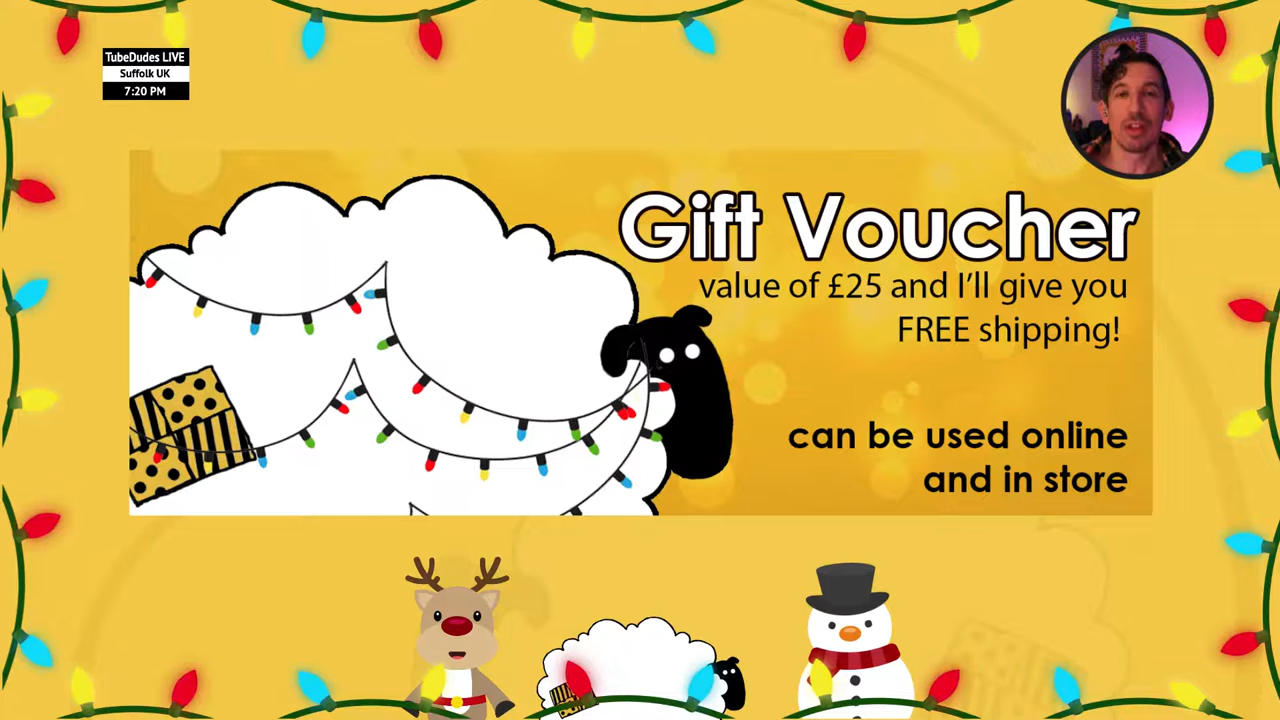 TubeDudes LIVE
Suffolk UK
7:20 PM
Gift Voucher
value of £25 and I'll give you
FREE shipping!
can be used online
and in store